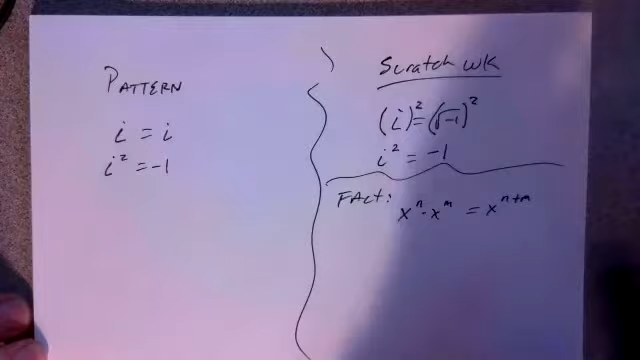 PATTERN
i = i
i² = -1
Scratch wk
(i)² = (√-1)²
i² = -1
FACT:
xⁿ · xᵐ = xⁿ⁺ᵐ